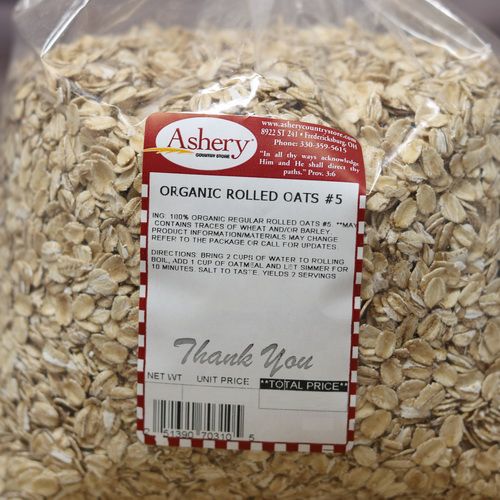 Ashery
COUNTRY STORE
www.asherycountrystore.com
8922 ST 241 • Fredericksburg, OH
Phone: 330-359-5615
"In all thy ways acknowledge
Him and He shall direct thy
paths." Prov. 3:6
ORGANIC ROLLED OATS #5
ING: 100% ORGANIC REGULAR ROLLED OATS #5. **MAY
CONTAINS TRACES OF WHEAT AND/OR BARLEY.
PRODUCT INFORMATION/MATERIALS MAY CHANGE
REFER TO THE PACKAGE OR CALL FOR UPDATES.
DIRECTIONS: BRING 2 CUPS OF WATER TO ROLLING
BOIL, ADD 1 CUP OF OATMEAL AND LET SIMMER FOR
10 MINUTES. SALT TO TASTE. YIELDS 2 SERVINGS
Thank You
NET WT UNIT PRICE **TOTAL PRICE**
2 51390 70310 5